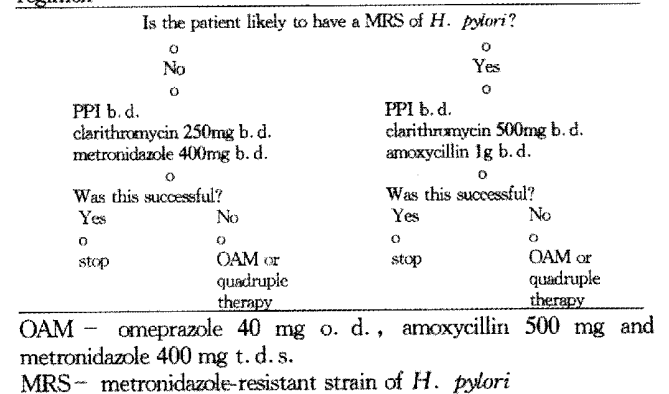 Is the patient likely to have a MRS of H. pylori?
o o
No Yes
o o
PPI b.d. PPI b.d.
clarithromycin 250mg b.d. clarithromycin 500mg b.d.
metronidazole 400mg b.d. amoxycillin 1g b.d.
o o
Was this successful? Was this successful?
Yes No Yes No
o o o o
stop OAM or stop OAM or
quadruple quadruple
therapy therapy
OAM - omeprazole 40 mg o.d., amoxycillin 500 mg and
metronidazole 400 mg t.d.s.
MRS- metronidazole-resistant strain of H. pylori